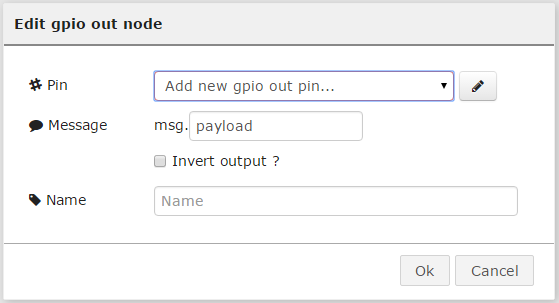 Edit gpio out node
Pin Add new gpio out pin...
Message msg. payload
Invert output ?
Name Name
Ok Cancel